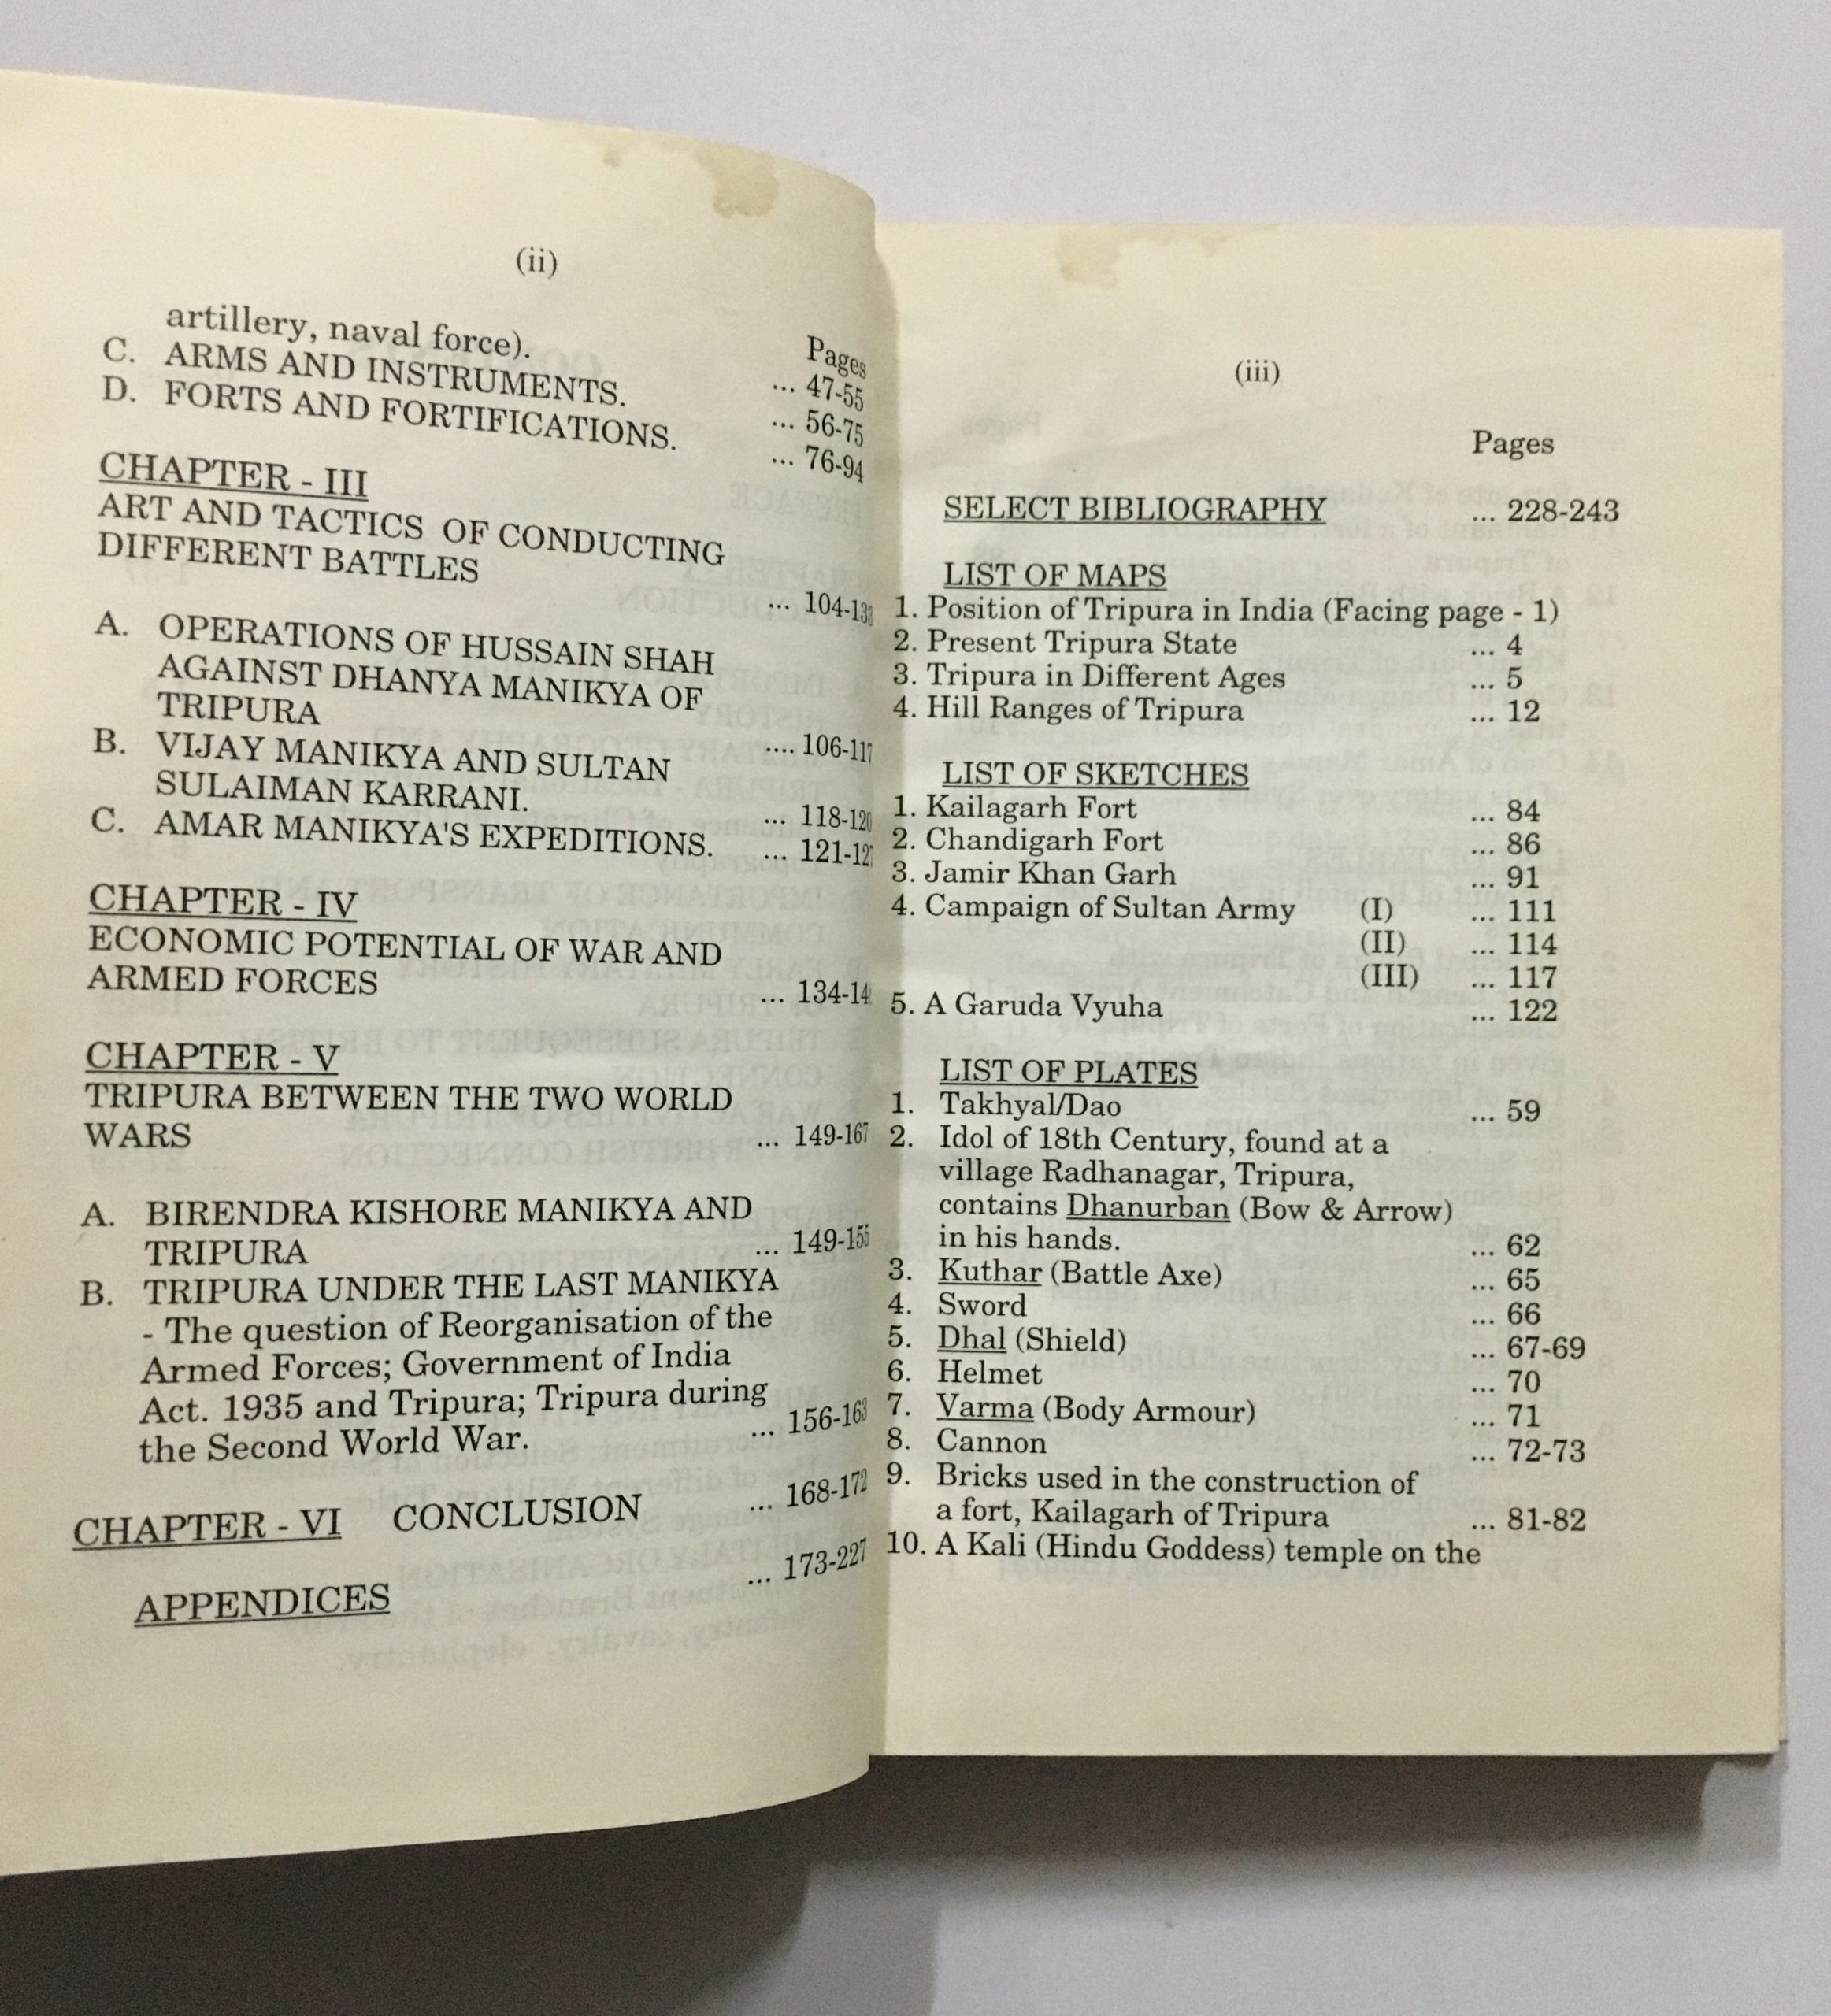 (ii)
Pages
artillery, naval force). ... 47-55
C. ARMS AND INSTRUMENTS. ... 56-75
D. FORTS AND FORTIFICATIONS. ... 76-94
CHAPTER - III
ART AND TACTICS OF CONDUCTING
DIFFERENT BATTLES ... 104-133
A. OPERATIONS OF HUSSAIN SHAH
AGAINST DHANYA MANIKYA OF
TRIPURA .... 106-117
B. VIJAY MANIKYA AND SULTAN
SULAIMAN KARRANI. ... 118-120
C. AMAR MANIKYA'S EXPEDITIONS. ... 121-127
CHAPTER - IV
ECONOMIC POTENTIAL OF WAR AND
ARMED FORCES ...
CHAPTER - V
TRIPURA BETWEEN THE TWO WORLD
WARS ... 149-167
A. BIRENDRA KISHORE MANIKYA AND
TRIPURA ... 149-155
B. TRIPURA UNDER THE LAST MANIKYA
- The question of Reorganisation of the
Armed Forces; Government of India
Act. 1935 and Tripura; Tripura during
the Second World War. ... 156-163
CHAPTER - VI CONCLUSION ... 168-172
APPENDICES ... 173-227
(iii)
Pages
SELECT BIBLIOGRAPHY ... 228-243
LIST OF MAPS
1. Position of Tripura in India (Facing page - 1)
2. Present Tripura State ... 4
3. Tripura in Different Ages ... 5
4. Hill Ranges of Tripura ... 12
LIST OF SKETCHES
1. Kailagarh Fort ... 84
2. Chandigarh Fort ... 86
3. Jamir Khan Garh ... 91
4. Campaign of Sultan Army (I) ... 111
(II) ... 114
(III) ... 117
5. A Garuda Vyuha ... 122
LIST OF PLATES
1. Takhyal/Dao ... 59
2. Idol of 18th Century, found at a
village Radhanagar, Tripura,
contains Dhanurban (Bow & Arrow)
in his hands. ... 62
3. Kuthar (Battle Axe) ... 65
4. Sword ... 66
5. Dhal (Shield) ... 67-69
6. Helmet ... 70
7. Varma (Body Armour) ... 71
8. Cannon ... 72-73
9. Bricks used in the construction of
a fort, Kailagarh of Tripura ... 81-82
10. A Kali (Hindu Goddess) temple on the